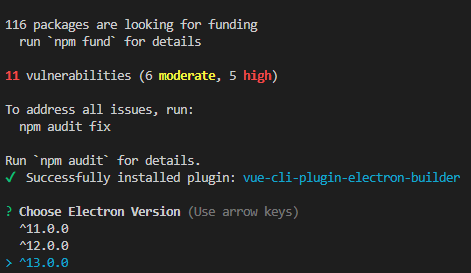 116 packages are looking for funding
  run `npm fund` for details

11 vulnerabilities (6 moderate, 5 high)

To address all issues, run:
  npm audit fix

Run `npm audit` for details.
✓ Successfully installed plugin: vue-cli-plugin-electron-builder

? Choose Electron Version (Use arrow keys)
  ^11.0.0
  ^12.0.0
> ^13.0.0